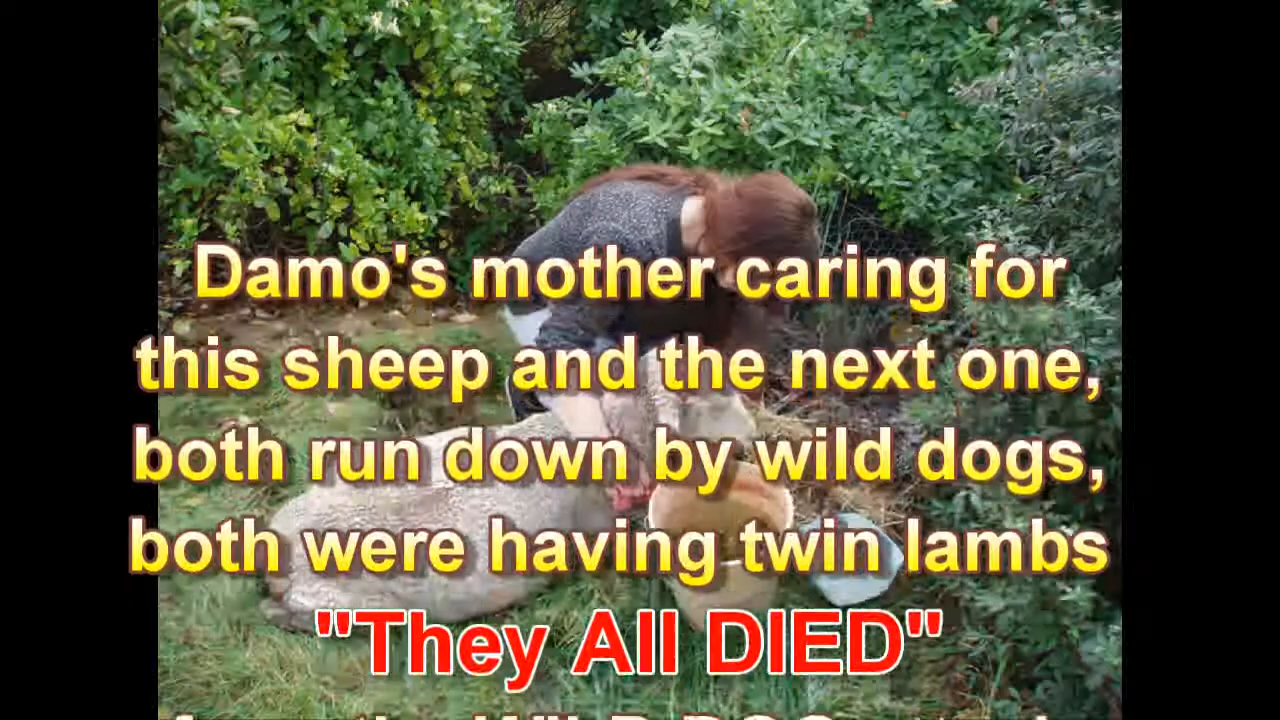 Damo's mother caring for
this sheep and the next one,
both run down by wild dogs,
both were having twin lambs
"They All DIED"